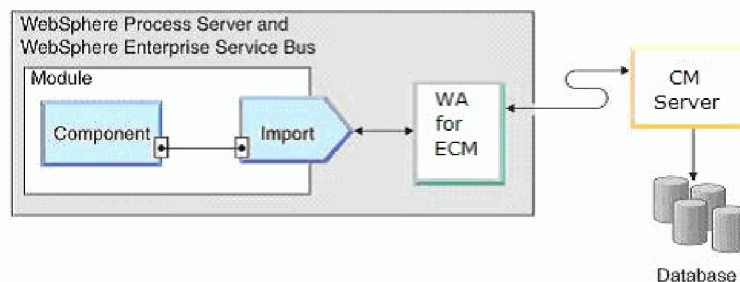 WebSphere Process Server and
WebSphere Enterprise Service Bus
Module
Component
Import
WA
for
ECM
CM
Server
Database